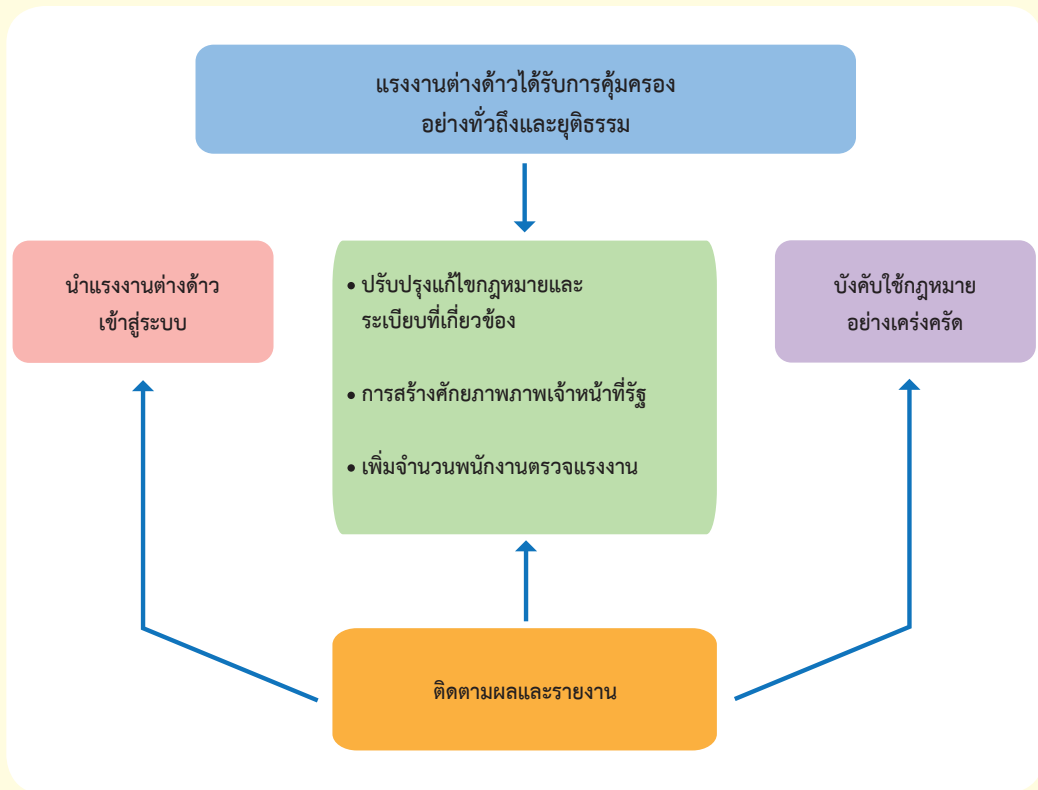 แรงงานต่างด้าวได้รับการคุ้มครอง
อย่างทั่วถึงและยุติธรรม
นำแรงงานต่างด้าว
เข้าสู่ระบบ
• ปรับปรุงแก้ไขกฎหมายและ
ระเบียบที่เกี่ยวข้อง
• การสร้างศักยภาพภาพเจ้าหน้าที่รัฐ
• เพิ่มจำนวนพนักงานตรวจแรงงาน
บังคับใช้กฎหมาย
อย่างเคร่งครัด
ติดตามผลและรายงาน